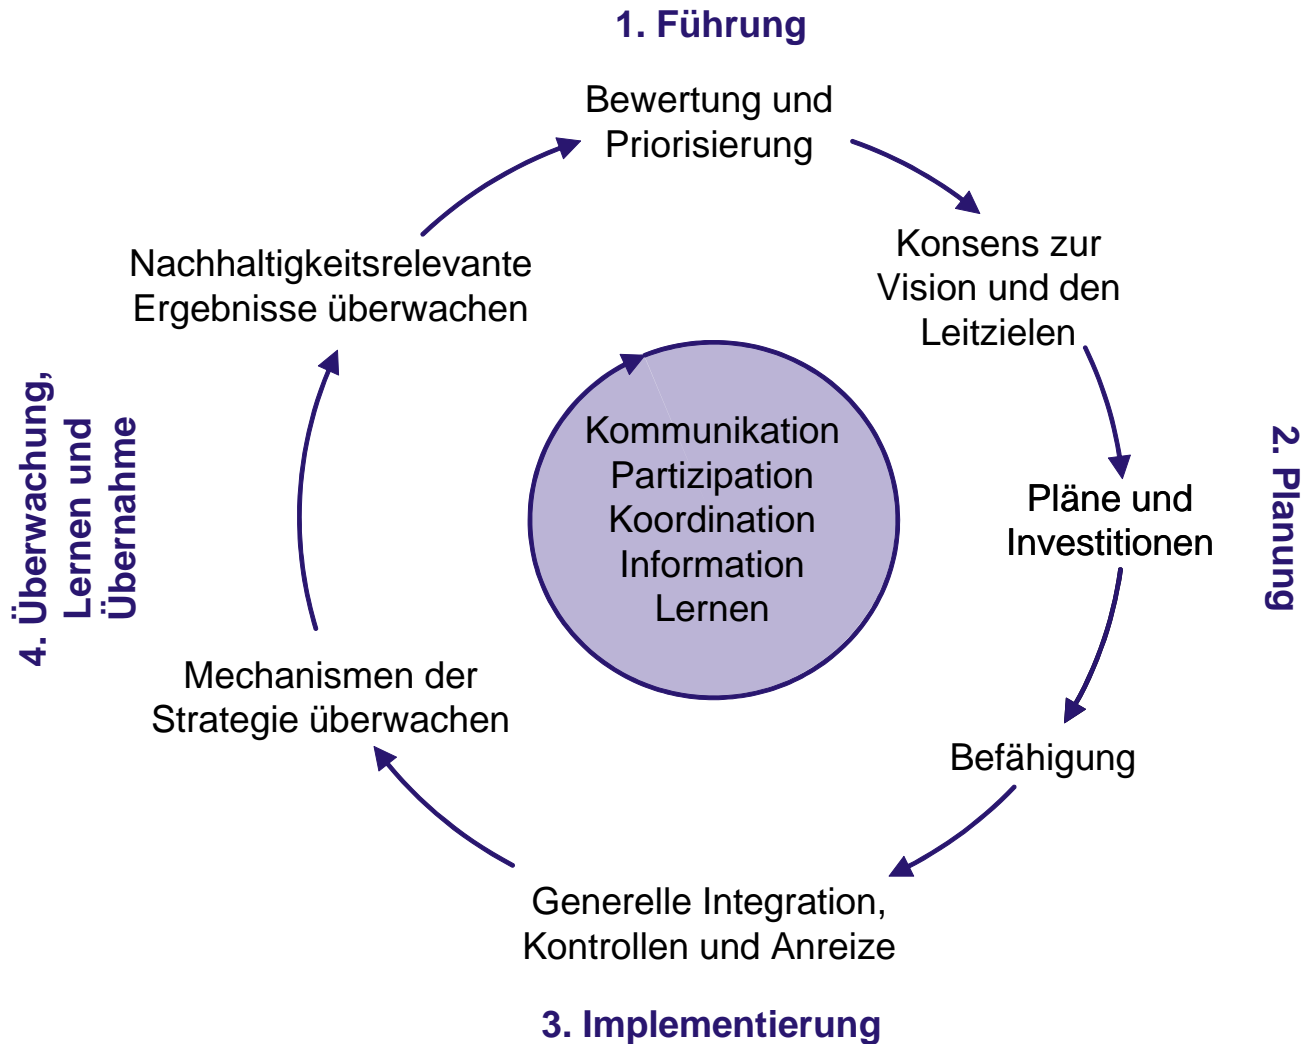 1. Führung
Bewertung und
Priorisierung
Konsens zur
Vision und den
Leitzielen
2. Planung
Pläne und
Investitionen
Befähigung
Generelle Integration,
Kontrollen und Anreize
3. Implementierung
Mechanismen der
Strategie überwachen
4. Überwachung,
Lernen und
Übernahme
Nachhaltigkeitsrelevante
Ergebnisse überwachen
Kommunikation
Partizipation
Koordination
Information
Lernen